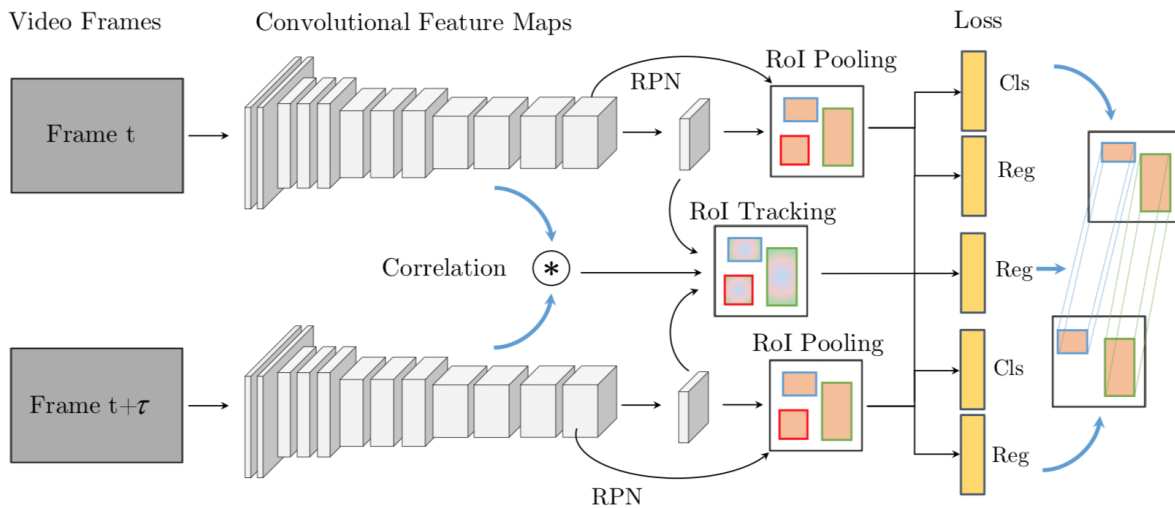 Video Frames
Convolutional Feature Maps
Loss
RoI Pooling
RPN
Cls
Frame t
Reg
RoI Tracking
Correlation
*
Reg
RoI Pooling
Cls
Frame t+τ
Reg
RPN